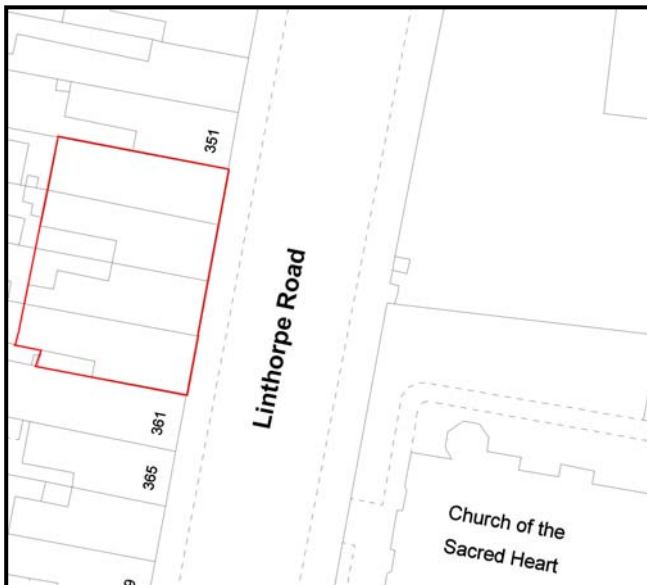 351
Linthorpe Road
361
365
Church of the
Sacred Heart